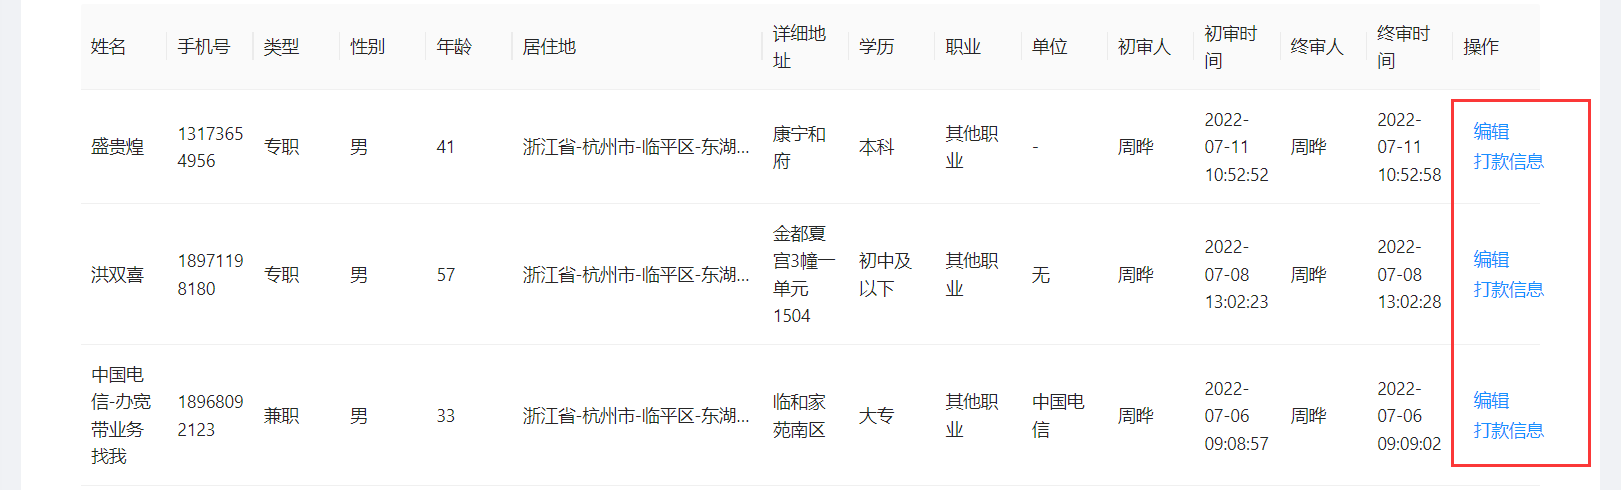 姓名 手机号 类型 性别 年龄 居住地 详细地址 学历 职业 单位 初审人 初审时间 终审人 终审时间 操作
盛贵煌 13173654956 专职 男 41 浙江省-杭州市-临平区-东湖... 康宁和府 本科 其他职业 - 周晔 2022-07-11 10:52:52 周晔 2022-07-11 10:52:58 编辑 打款信息
洪双喜 18971198180 专职 男 57 浙江省-杭州市-临平区-东湖... 金都夏宫3幢一单元1504 初中及以下 其他职业 无 周晔 2022-07-08 13:02:23 周晔 2022-07-08 13:02:28 编辑 打款信息
中国电信-办宽带业务找我 18968092123 兼职 男 33 浙江省-杭州市-临平区-东湖... 临和家苑南区 大专 其他职业 中国电信 周晔 2022-07-06 09:08:57 周晔 2022-07-06 09:09:02 编辑 打款信息